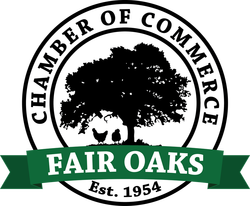 CHAMBER OF COMMERCE
FAIR OAKS
Est. 1954